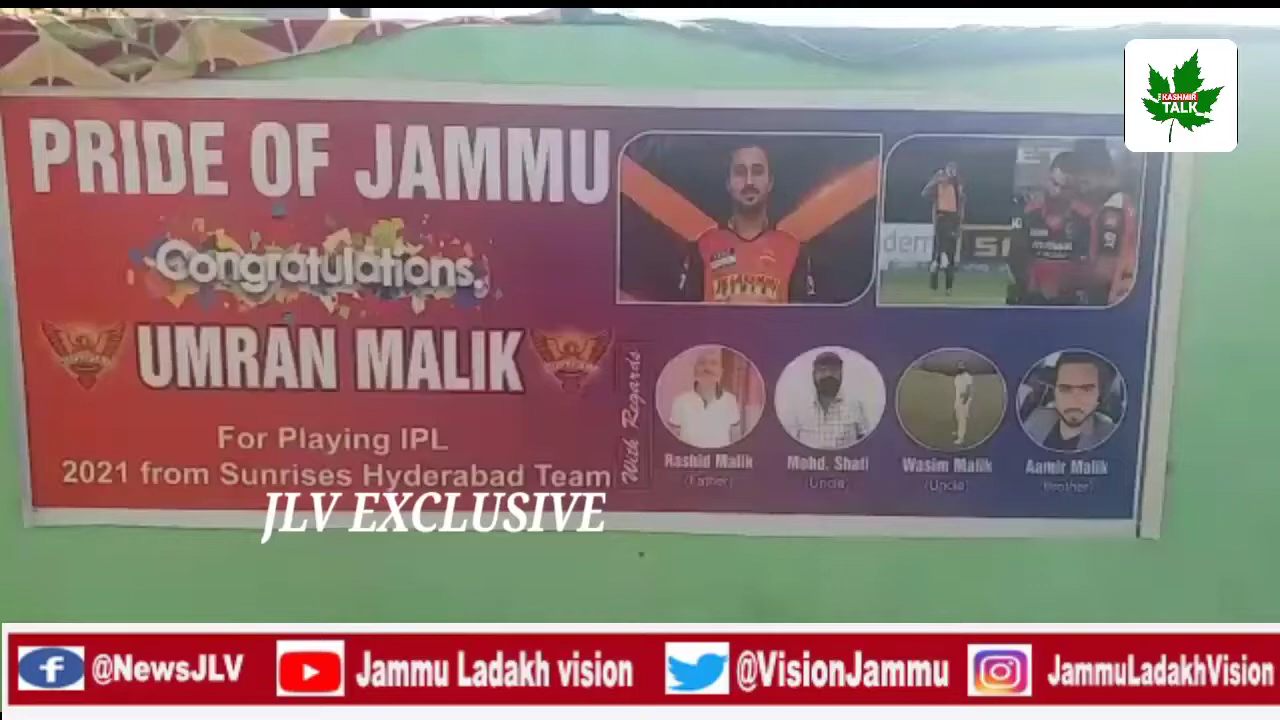 KASHMIR
TALK
PRIDE OF JAMMU
Congratulations
UMRAN MALIK
For Playing IPL
2021 from Sunrises Hyderabad Team
With Regards
Rashid Malik
(Father)
Mohd. Shafi
(Uncle)
Wasim Malik
(Uncle)
Aamir Malik
(Brother)
JLV EXCLUSIVE
@NewsJLV
Jammu Ladakh vision
@VisionJammu
JammuLadakhVision